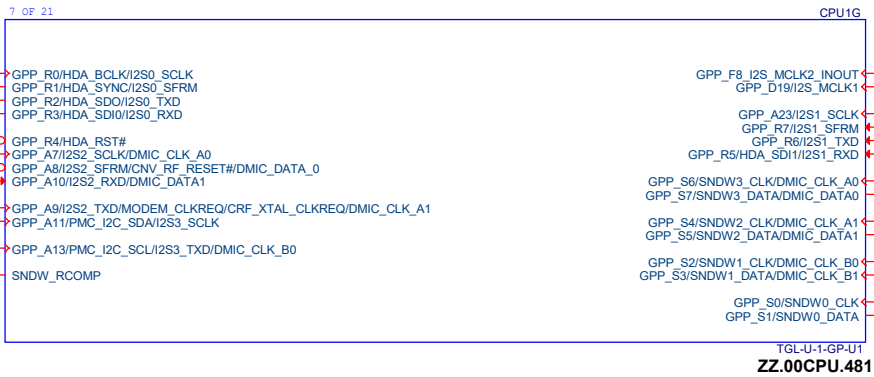 7 OF 21
CPU1G
GPP_R0/HDA_BCLK/I2S0_SCLK
GPP_R1/HDA_SYNC/I2S0_SFRM
GPP_R2/HDA_SDO/I2S0_TXD
GPP_R3/HDA_SDI0/I2S0_RXD
GPP_R4/HDA_RST#
GPP_A7/I2S2_SCLK/DMIC_CLK_A0
GPP_A8/I2S2_SFRM/CNV_RF_RESET#/DMIC_DATA_0
GPP_A10/I2S2_RXD/DMIC_DATA1
GPP_A9/I2S2_TXD/MODEM_CLKREQ/CRF_XTAL_CLKREQ/DMIC_CLK_A1
GPP_A11/PMC_I2C_SDA/I2S3_SCLK
GPP_A13/PMC_I2C_SCL/I2S3_TXD/DMIC_CLK_B0
SNDW_RCOMP
GPP_F8_I2S_MCLK2_INOUT
GPP_D19/I2S_MCLK1
GPP_A23/I2S1_SCLK
GPP_R7/I2S1_SFRM
GPP_R6/I2S1_TXD
GPP_R5/HDA_SDI1/I2S1_RXD
GPP_S6/SNDW3_CLK/DMIC_CLK_A0
GPP_S7/SNDW3_DATA/DMIC_DATA0
GPP_S4/SNDW2_CLK/DMIC_CLK_A1
GPP_S5/SNDW2_DATA/DMIC_DATA1
GPP_S2/SNDW1_CLK/DMIC_CLK_B0
GPP_S3/SNDW1_DATA/DMIC_CLK_B1
GPP_S0/SNDW0_CLK
GPP_S1/SNDW0_DATA
TGL-U-1-GP-U1
ZZ.00CPU.481